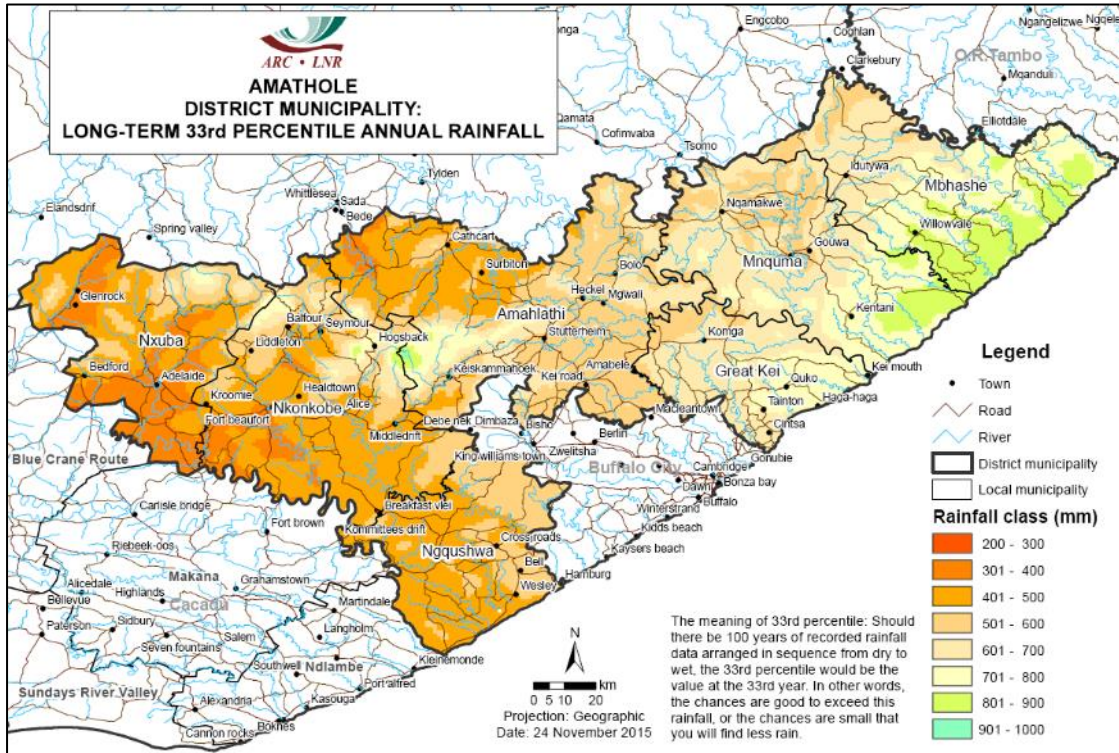 ARC • LNR
AMATHOLE
DISTRICT MUNICIPALITY:
LONG-TERM 33rd PERCENTILE ANNUAL RAINFALL
Engcobo
Ngangelizwe
Coghlan
Clarkebury
O.R.Tambo
Mqanduli
Elliotdale
Cofimvaba
Tsomo
Idutywa
Mbhashe
Tylden
Whittlesea
Sada
Bede
Elandsdrif
Spring valley
Nqamakwe
Willowvale
Cathcart
Gouwa
Mnquma
Surbiton
Bolo
Glenrock
Heckel
Mgwali
Kentani
Nxuba
Amahlathi
Balfour
Seymour
Hogsback
Stutterheim
Komga
Liddleton
Bedford
Adelaide
Keiskammahoek
Kei road
Amabele
Great Kei
Kei mouth
Quko
Haga-haga
Kroomie
Healdtown
Nkonkobe
Alice
Tainton
Fort beaufort
Debe nek
Dimbaza
Bisho
Macleantown
Cintsa
Middledrift
Berlin
King williams town
Zwelitsha
Gonubie
Blue Crane Route
Buffalo City
Cambridge
Dawn
Bonza bay
Buffalo
Winterstrand
Carlisle bridge
Breakfast vlei
Fort brown
Kommittees drift
Kidds beach
Cross roads
Kaysers beach
Riebeek-oos
Ngqushwa
Bell
Makana
Grahamstown
Wesley
Hamburg
Alicedale
Highlands
Bellevue
Cacadu
Martindale
Paterson
Sidbury
Salem
Langholm
Seven fountains
Kleinemonde
Southwell
Ndlambe
Sundays River Valley
Port alfred
Kasouga
Alexandria
Boknes
Cannon rocks
N
km
0 5 10 20
Projection: Geographic
Date: 24 November 2015
The meaning of 33rd percentile: Should
there be 100 years of recorded rainfall
data arranged in sequence from dry to
wet, the 33rd percentile would be the
value at the 33rd year. In other words,
the chances are good to exceed this
rainfall, or the chances are small that
you will find less rain.
Legend
Town
Road
River
District municipality
Local municipality
Rainfall class (mm)
200 - 300
301 - 400
401 - 500
501 - 600
601 - 700
701 - 800
801 - 900
901 - 1000